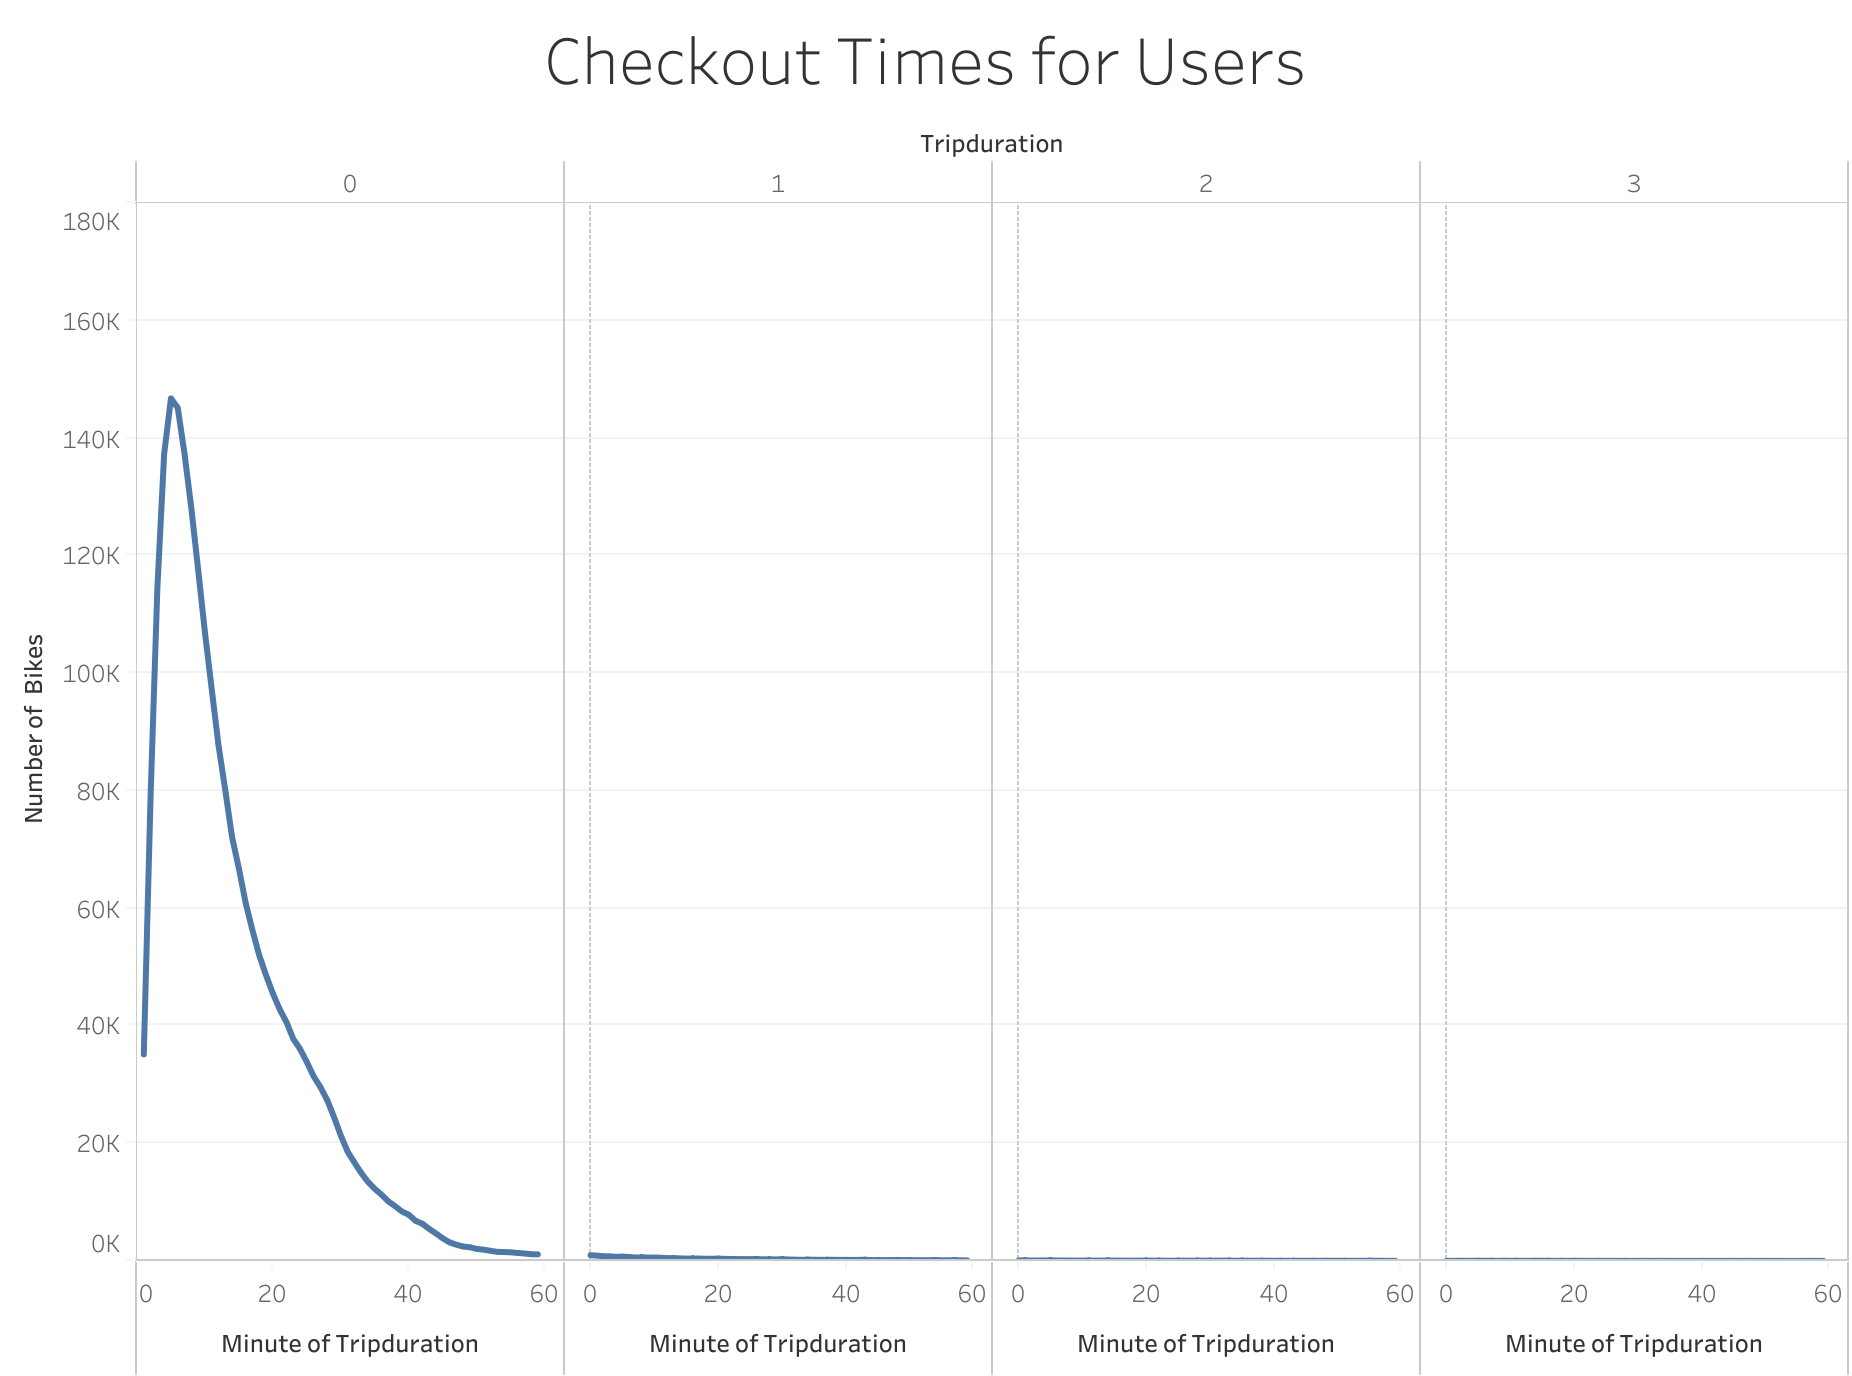 Checkout Times for Users
Tripduration
0 1 2 3
180K
160K
140K
120K
100K
80K
60K
40K
20K
0K
Number of Bikes
0 20 40 60 0 20 40 60 0 20 40 60 0 20 40 60
Minute of Tripduration Minute of Tripduration Minute of Tripduration Minute of Tripduration